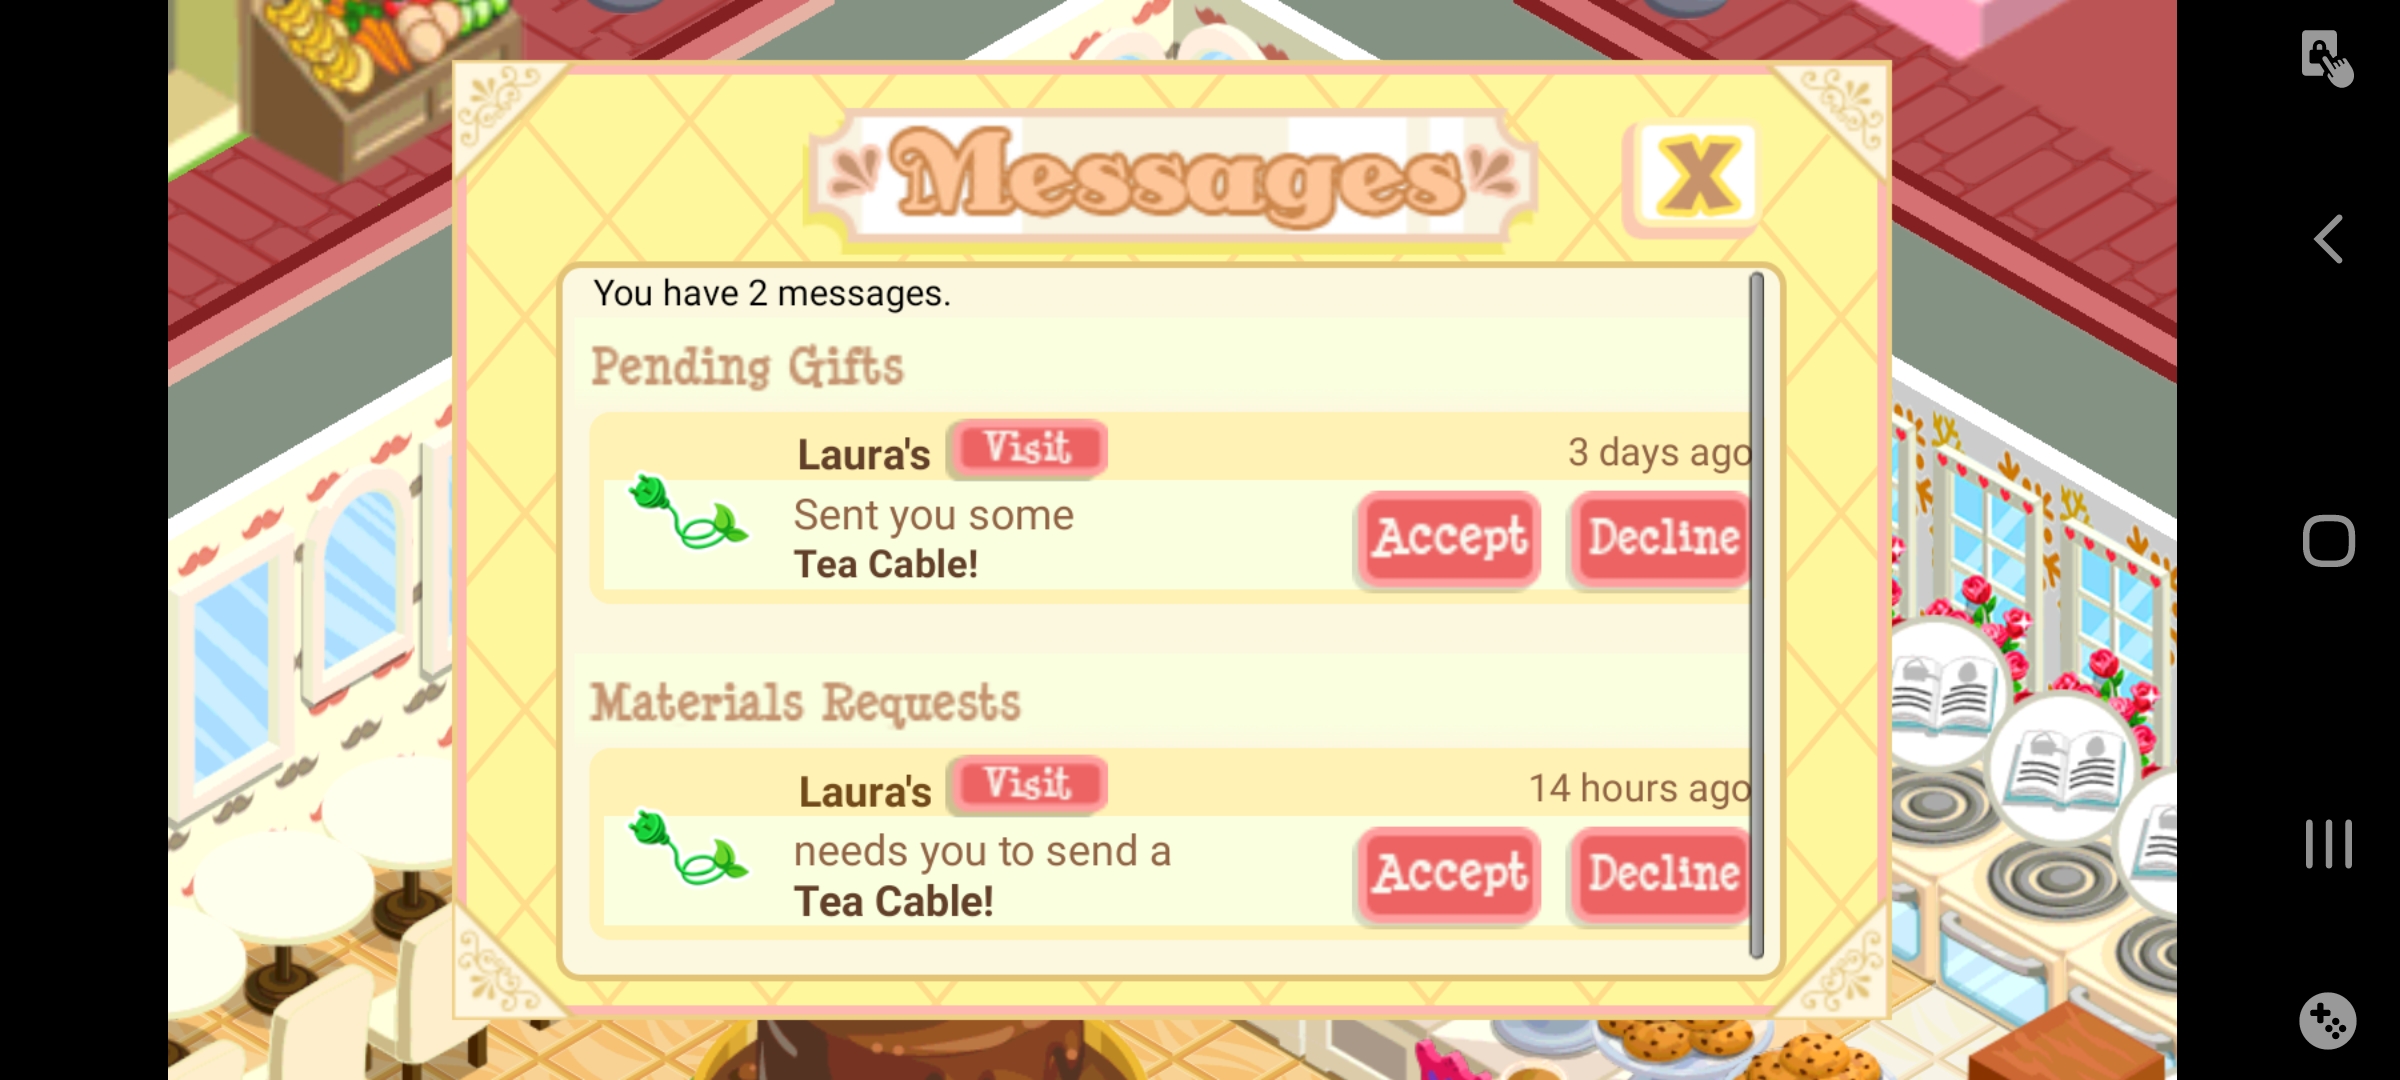 Messages
X
You have 2 messages.
Pending Gifts
Laura's Visit 3 days ago
Sent you some
Tea Cable!
Accept Decline
Materials Requests
Laura's Visit 14 hours ago
needs you to send a
Tea Cable!
Accept Decline